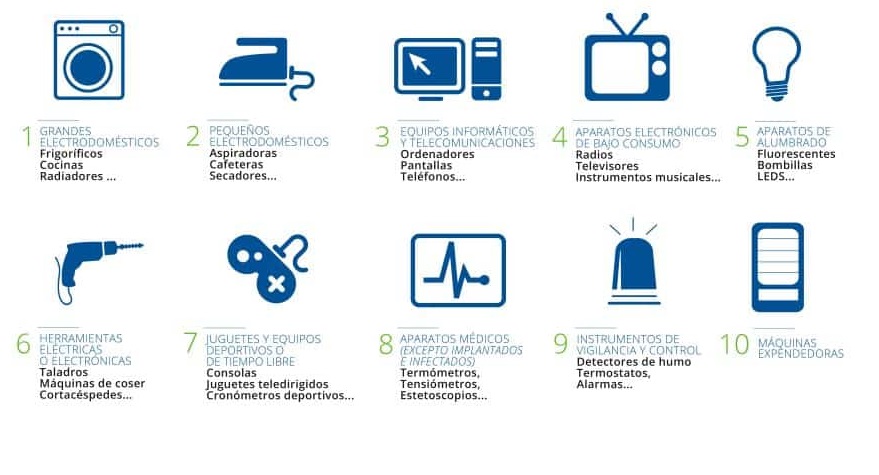 1 GRANDES
ELECTRODOMÉSTICOS
Frigoríficos
Cocinas
Radiadores ...
2 PEQUEÑOS
ELECTRODOMÉSTICOS
Aspiradoras
Cafeteras
Secadores...
3 EQUIPOS INFORMÁTICOS
Y TELECOMUNICACIONES
Ordenadores
Pantallas
Teléfonos...
4 APARATOS ELECTRÓNICOS
DE BAJO CONSUMO
Radios
Televisores
Instrumentos musicales...
5 APARATOS DE
ALUMBRADO
Fluorescentes
Bombillas
LEDS...
6 HERRAMIENTAS
ELÉCTRICAS
O ELECTRÓNICAS
Taladros
Máquinas de coser
Cortacéspedes...
7 JUGUETES Y EQUIPOS
DEPORTIVOS O
DE TIEMPO LIBRE
Consolas
Juguetes teledirigidos
Cronómetros deportivos...
8 APARATOS MÉDICOS
(EXCEPTO IMPLANTADOS
E INFECTADOS)
Termómetros,
Tensiómetros,
Estetoscopios...
9 INSTRUMENTOS DE
VIGILANCIA Y CONTROL
Detectores de humo
Termostatos,
Alarmas...
10 MÁQUINAS
EXPENDEDORAS